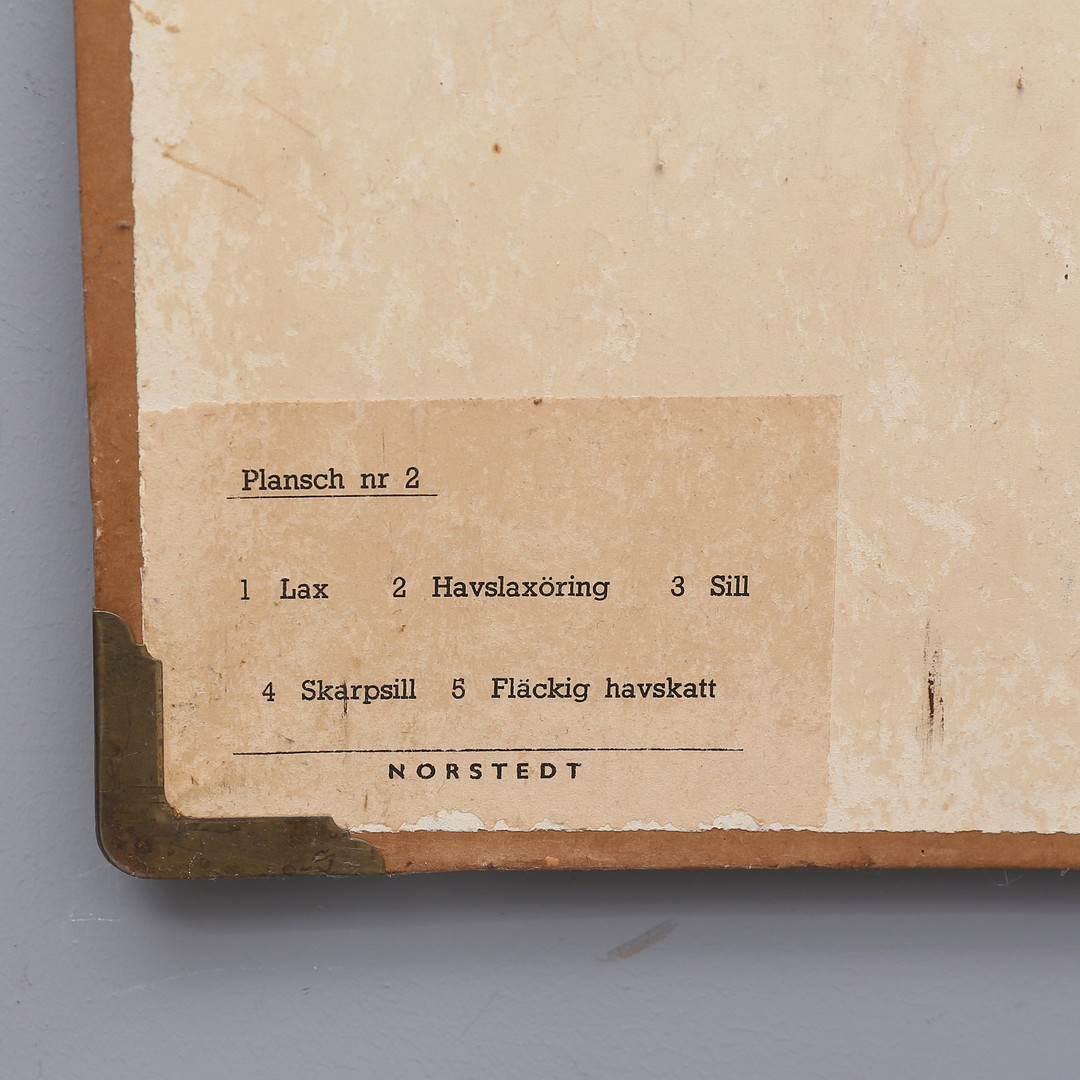 Plansch nr 2
1 Lax 2 Havslaxöring 3 Sill
4 Skarpsill 5 Fläckig havskatt
NORSTEDT